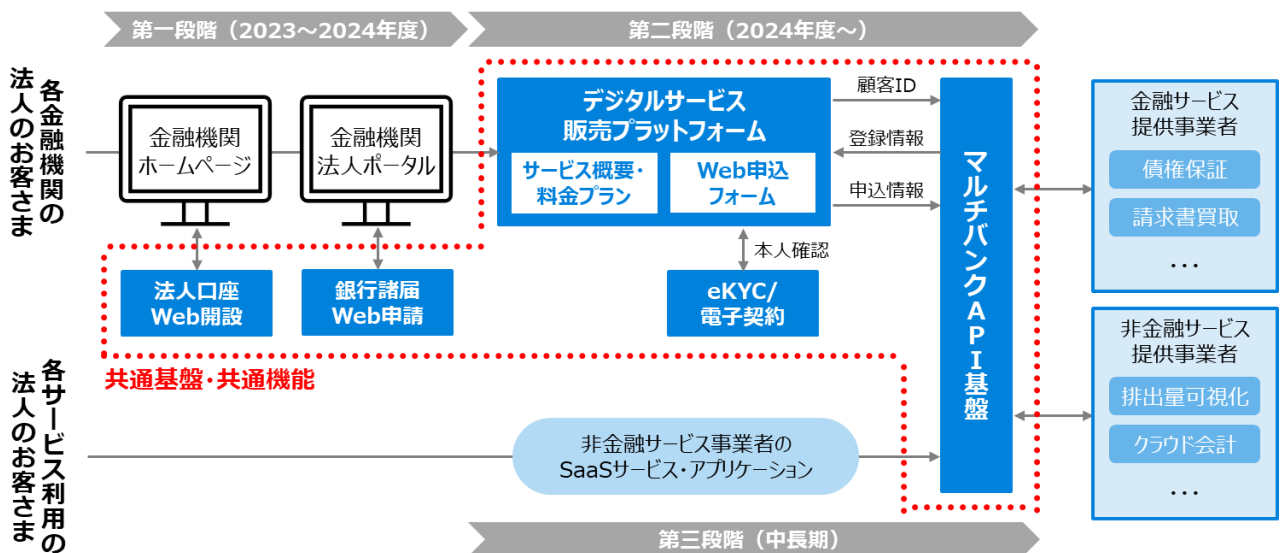 第一段階（2023～2024年度）
第二段階（2024年度～）
各金融機関の
法人のお客さま
金融機関
ホームページ
金融機関
法人ポータル
デジタルサービス
販売プラットフォーム
サービス概要・
料金プラン
Web申込
フォーム
顧客ID
登録情報
申込情報
マルチバンクAPI基盤
金融サービス
提供事業者
債権保証
請求書買取
…
法人口座
Web開設
銀行諸届
Web申請
本人確認
eKYC/
電子契約
共通基盤・共通機能
非金融サービス
提供事業者
排出量可視化
クラウド会計
…
各サービス利用の
法人のお客さま
非金融サービス事業者の
SaaSサービス・アプリケーション
第三段階（中長期）